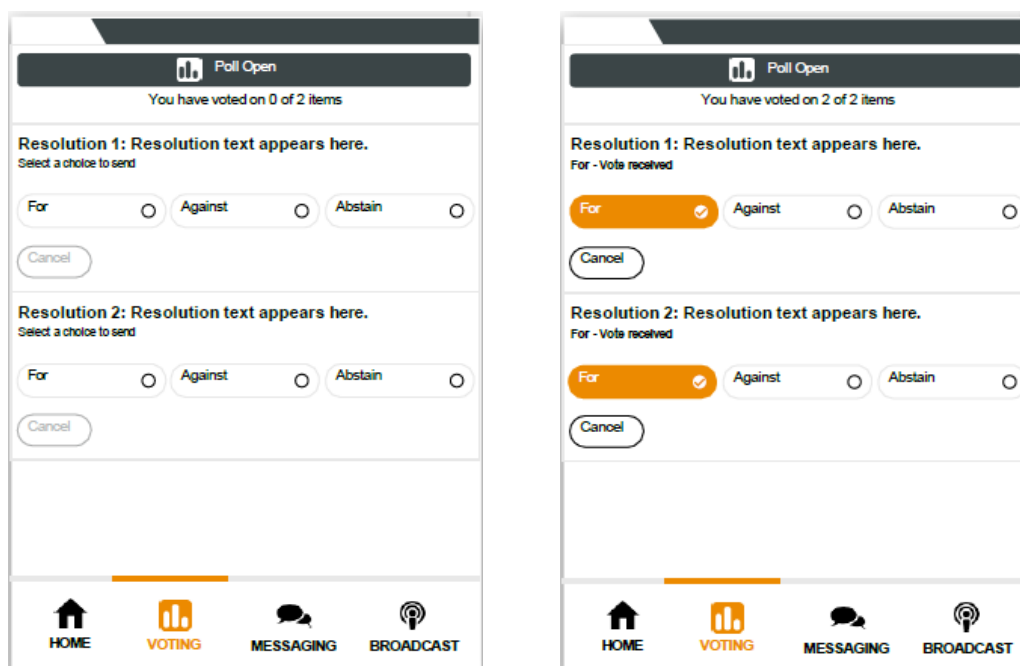 Poll Open
You have voted on 0 of 2 items
Resolution 1: Resolution text appears here.
Select a choice to send
For Against Abstain
Cancel
Resolution 2: Resolution text appears here.
Select a choice to send
For Against Abstain
Cancel
HOME VOTING MESSAGING BROADCAST
Poll Open
You have voted on 2 of 2 items
Resolution 1: Resolution text appears here.
For - Vote received
For Against Abstain
Cancel
Resolution 2: Resolution text appears here.
For - Vote received
For Against Abstain
Cancel
HOME VOTING MESSAGING BROADCAST